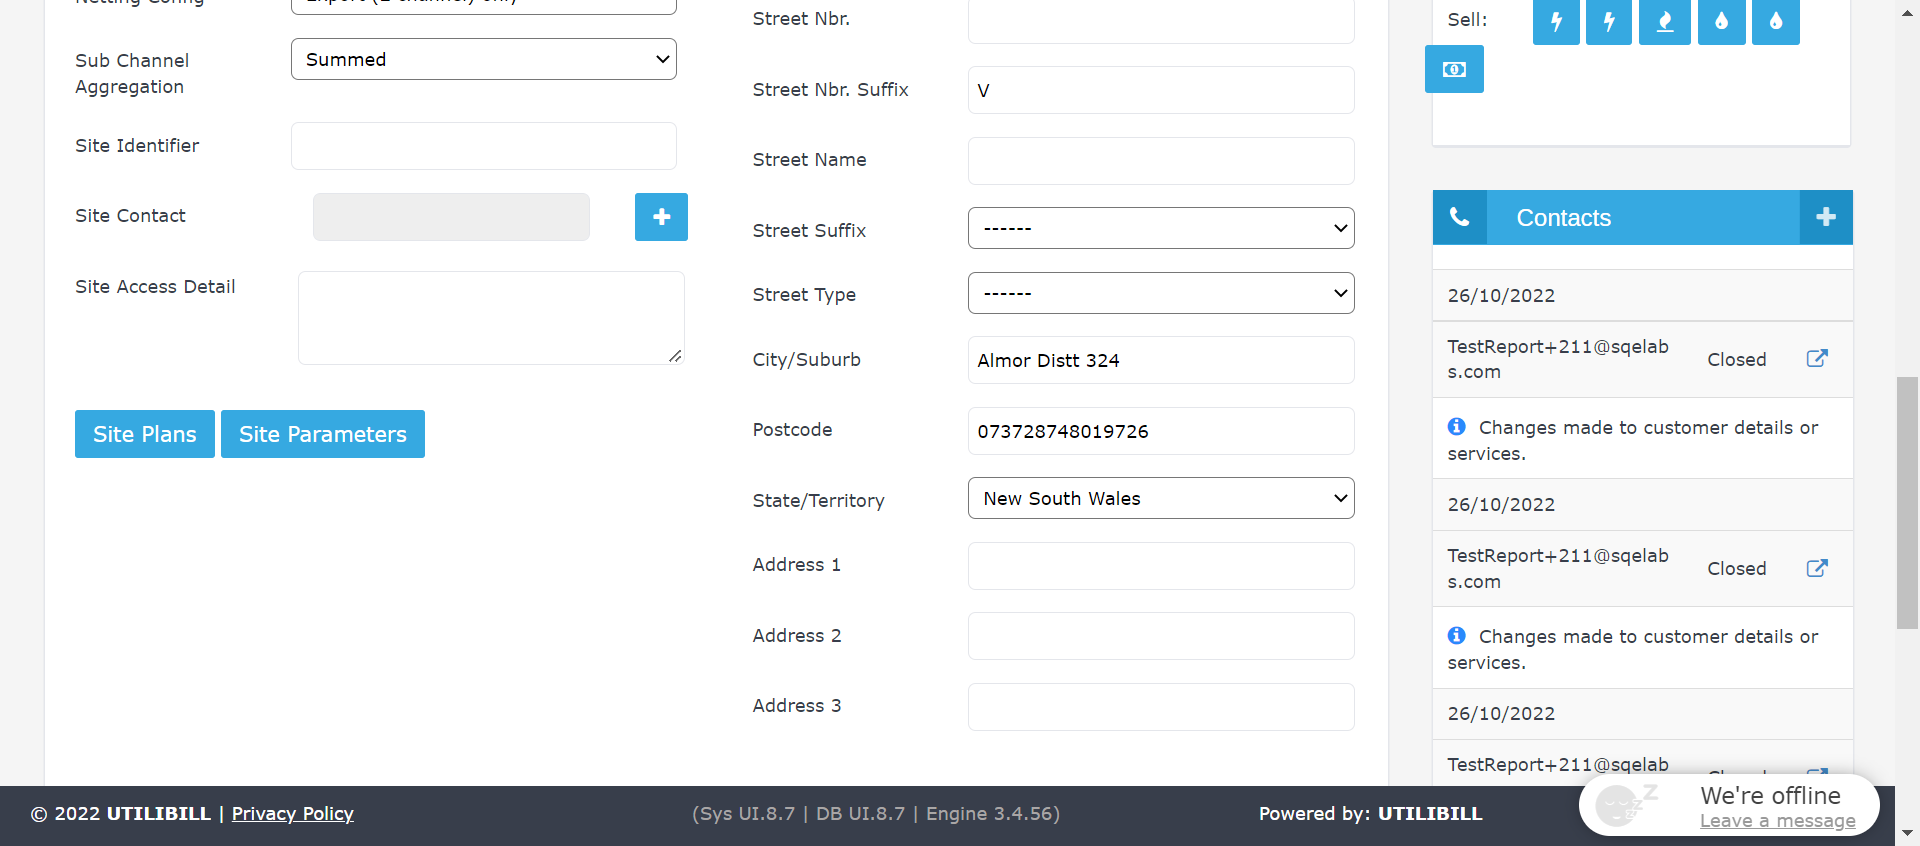 Sub Channel
Aggregation
Summed
Site Identifier
Site Contact
Site Access Detail
Site Plans
Site Parameters
Street Nbr.
Street Nbr. Suffix
V
Street Name
Street Suffix
------
Street Type
------
City/Suburb
Almor Distt 324
Postcode
073728748019726
State/Territory
New South Wales
Address 1
Address 2
Address 3
Sell:
Contacts
26/10/2022
TestReport+211@sqelab
s.com
Closed
Changes made to customer details or
services.
26/10/2022
TestReport+211@sqelab
s.com
Closed
Changes made to customer details or
services.
26/10/2022
TestReport+211@sqelab
© 2022 UTILIBILL | Privacy Policy
(Sys UI.8.7 | DB UI.8.7 | Engine 3.4.56)
Powered by: UTILIBILL
We're offline
Leave a message